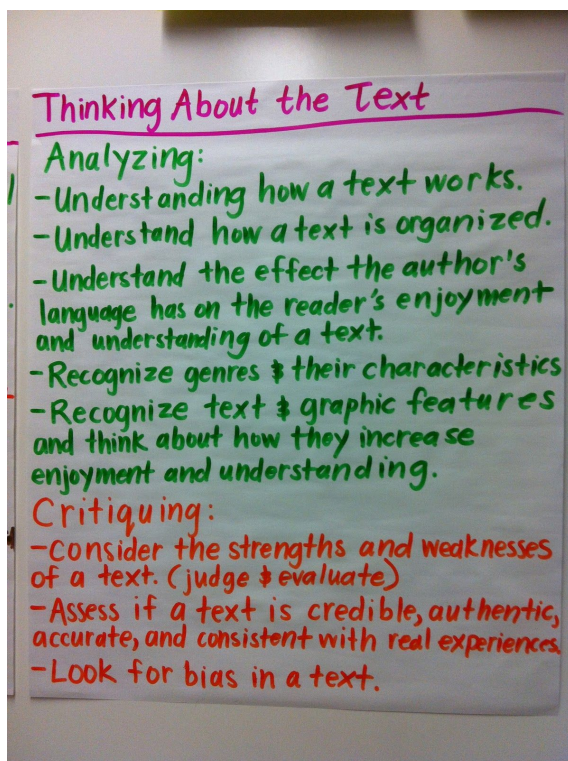 Thinking About the Text
Analyzing:
-Understanding how a text works.
-Understand how a text is organized.
-Understand the effect the author's
language has on the reader's enjoyment
and understanding of a text.
-Recognize genres & their characteristics
-Recognize text & graphic features
and think about how they increase
enjoyment and understanding.
Critiquing:
-Consider the strengths and weaknesses
of a text. (judge & evaluate)
-Assess if a text is credible, authentic,
accurate, and consistent with real experiences.
-Look for bias in a text.